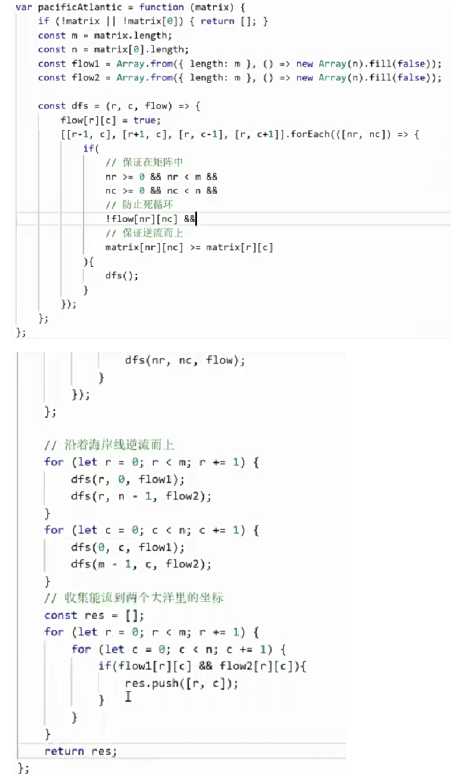 var pacificAtlantic = function (matrix) {
    if (!matrix || !matrix[0]) { return []; }
    const m = matrix.length;
    const n = matrix[0].length;
    const flow1 = Array.from({ length: m }, () => new Array(n).fill(false));
    const flow2 = Array.from({ length: m }, () => new Array(n).fill(false));

    const dfs = (r, c, flow) => {
        flow[r][c] = true;
        [[r-1, c], [r+1, c], [r, c-1], [r, c+1]].forEach(([nr, nc]) => {
            if(
                // 保证在矩阵中
                nr >= 0 && nr < m &&
                nc >= 0 && nc < n &&
                // 防止死循环
                !flow[nr][nc] &&
                // 保证逆流而上
                matrix[nr][nc] >= matrix[r][c]
            ){
                dfs();
            }
        });
    };
};
                dfs(nr, nc, flow);
            }
        });
    };

    // 沿着海岸线逆流而上
    for (let r = 0; r < m; r += 1) {
        dfs(r, 0, flow1);
        dfs(r, n - 1, flow2);
    }
    for (let c = 0; c < n; c += 1) {
        dfs(0, c, flow1);
        dfs(m - 1, c, flow2);
    }
    // 收集能流到两个大洋里的坐标
    const res = [];
    for (let r = 0; r < m; r += 1) {
        for (let c = 0; c < n; c += 1) {
            if(flow1[r][c] && flow2[r][c]){
                res.push([r, c]);
            }
        }
    }
    return res;
};